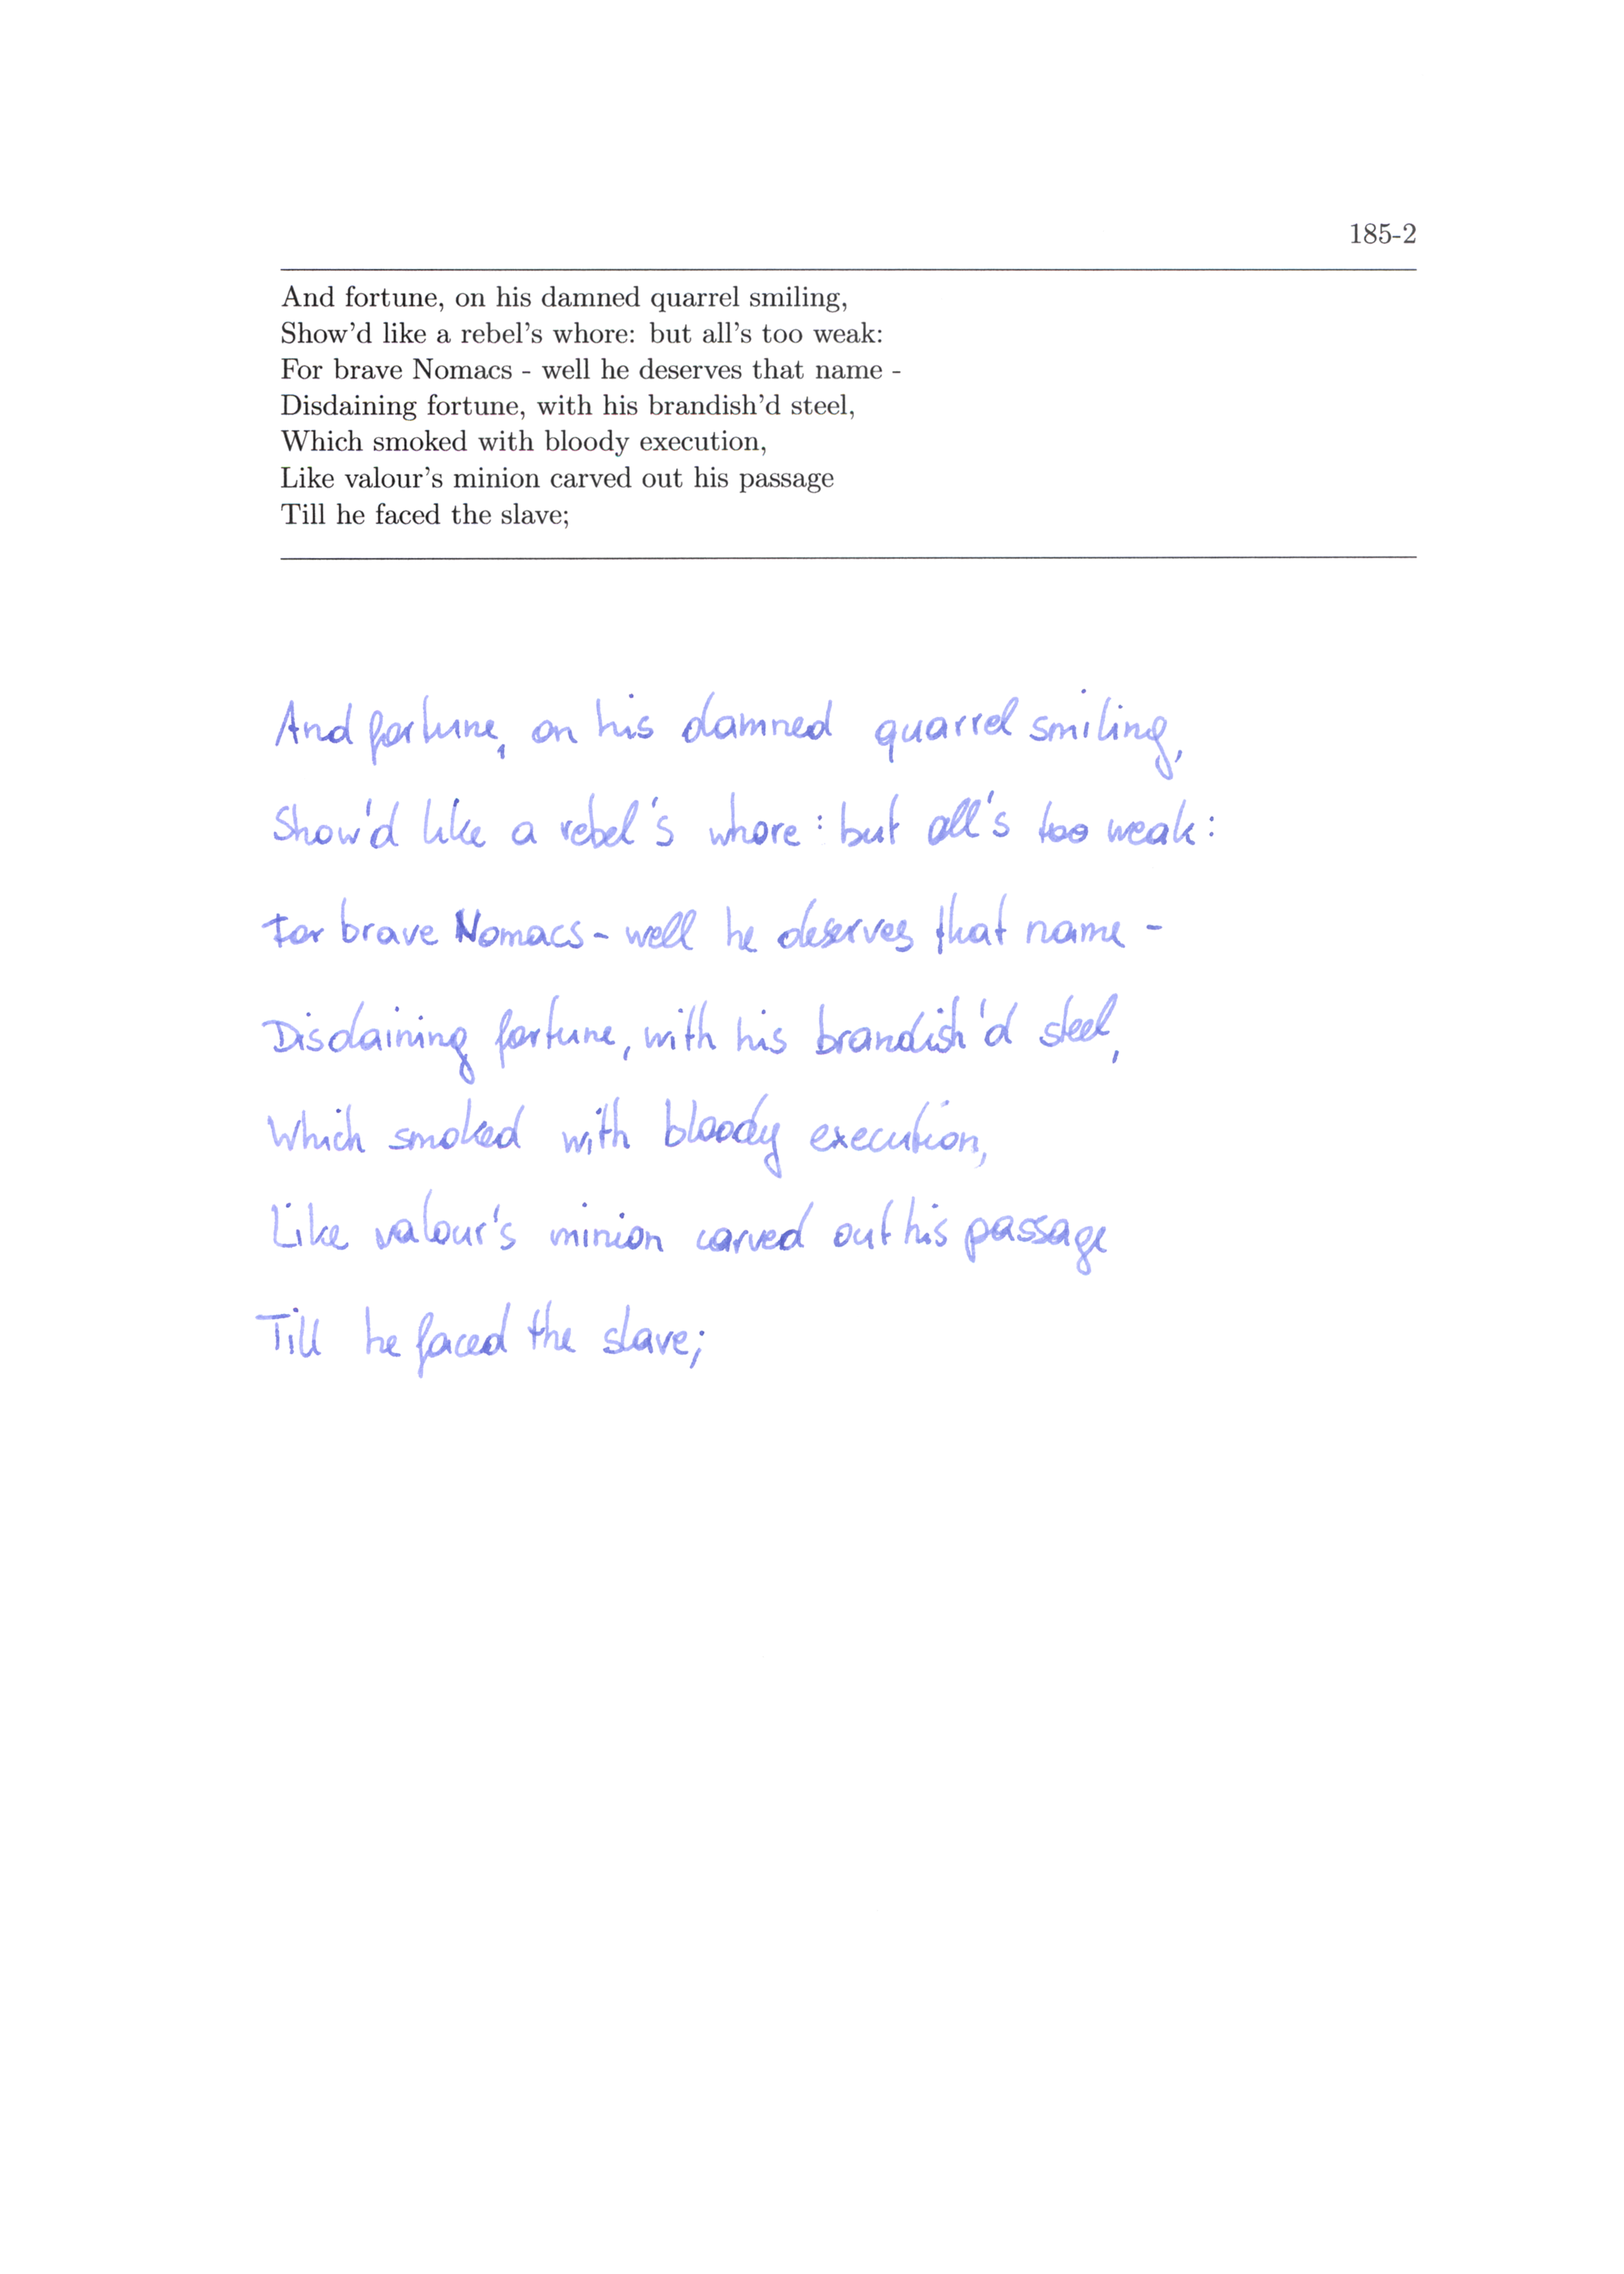 185-2
And fortune, on his damned quarrel smiling,
Show'd like a rebel's whore: but all's too weak:
For brave Nomacs - well he deserves that name -
Disdaining fortune, with his brandish'd steel,
Which smoked with bloody execution,
Like valour's minion carved out his passage
Till he faced the slave;
And fortune, on his damned quarrel smiling,
Show'd like a rebel's whore: but all's too weak:
For brave Nomacs - well he deserves that name -
Disdaining fortune, with his brandish'd steel,
Which smoked with bloody execution,
Like valour's minion carved out his passage
Till he faced the slave;